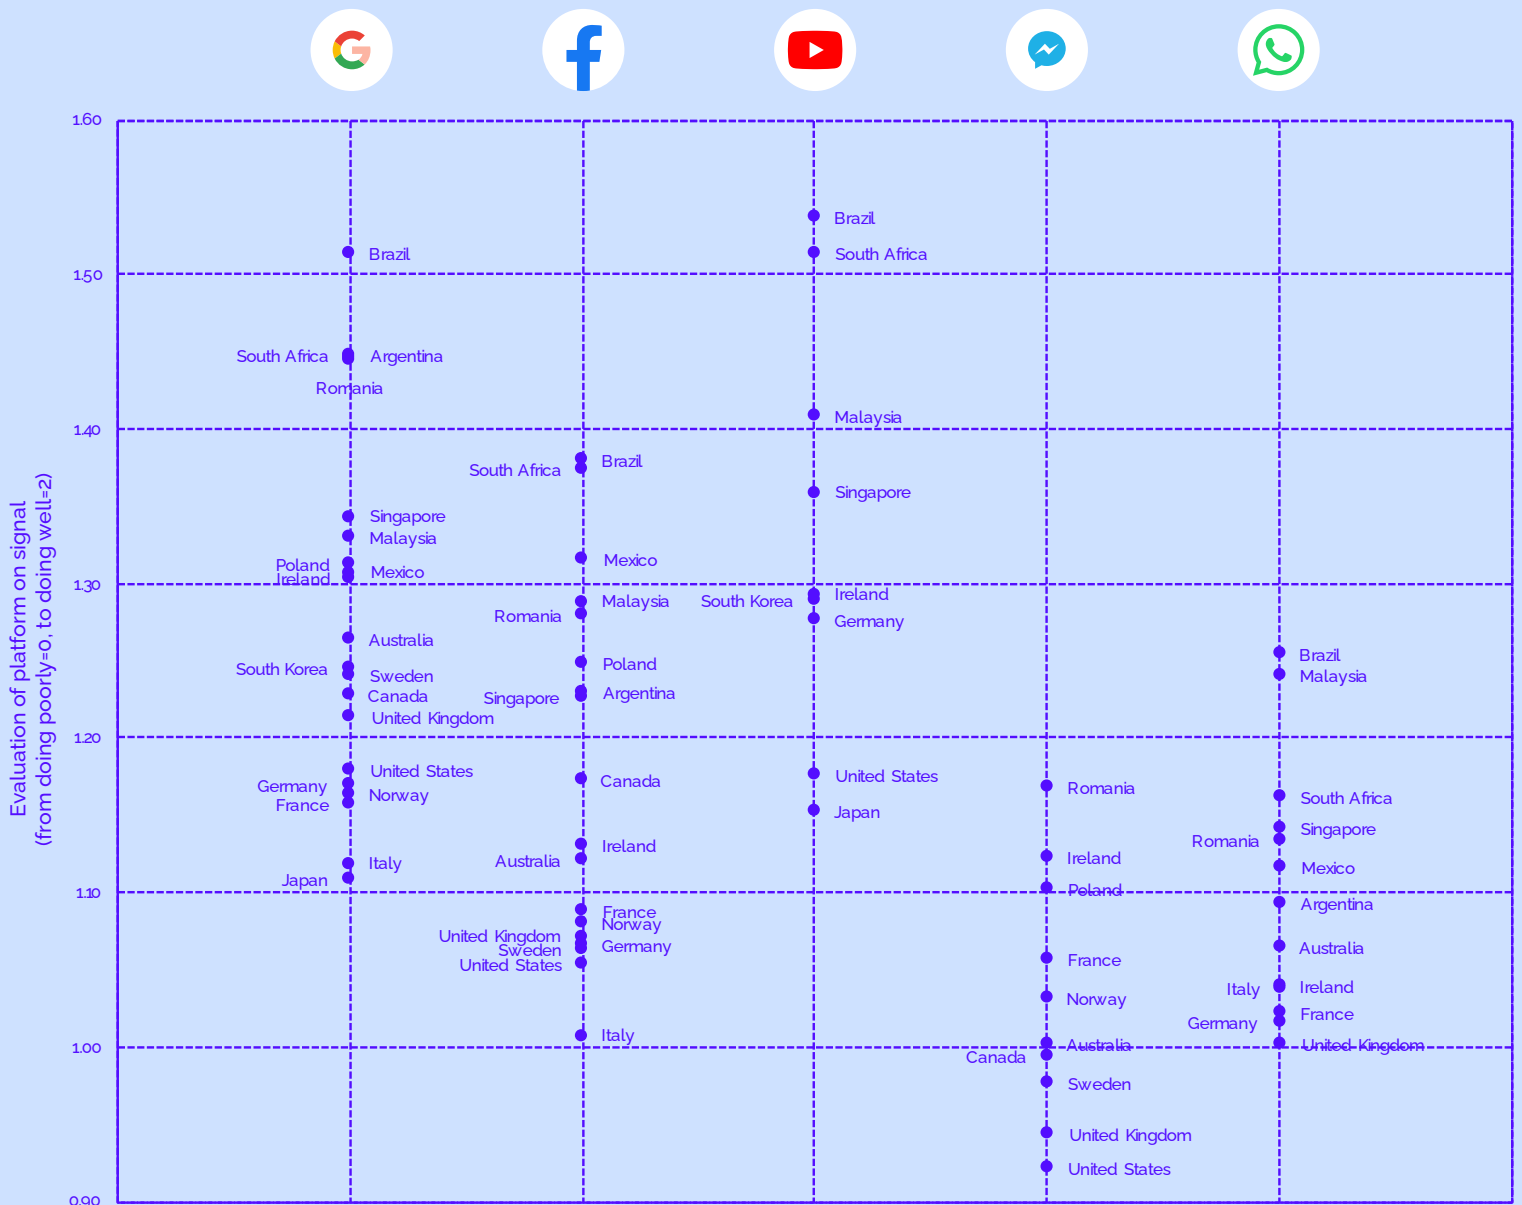 1.60
Brazil
Brazil
South Africa
1.50
South Africa
Argentina
Romania
Malaysia
1.40
Brazil
South Africa
Singapore
Singapore
Malaysia
Mexico
Poland
Mexico
Ireland
1.30
Malaysia
South Korea
Ireland
Romania
Germany
Australia
Brazil
South Korea
Poland
Sweden
Malaysia
Canada
Singapore
Argentina
United Kingdom
1.20
United States
Canada
United States
Germany
Romania
Norway
South Africa
France
Japan
Singapore
Ireland
Romania
Italy
Australia
Ireland
Mexico
Japan
1.10
Poland
Argentina
France
Norway
United Kingdom
Germany
Australia
Sweden
United States
France
Italy
Ireland
Norway
France
Germany
Italy
1.00
Australia
United Kingdom
Canada
Sweden
United Kingdom
United States
0.90
Evaluation of platform on signal
(from doing poorly=0, to doing well=2)